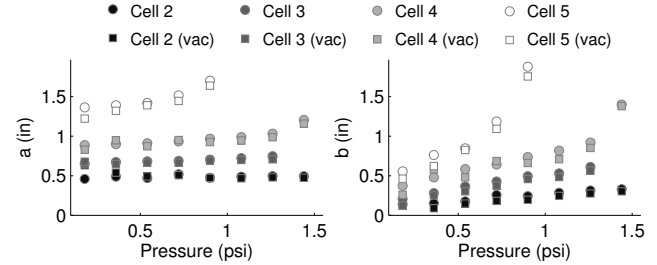 Cell 2 Cell 3 Cell 4 Cell 5
Cell 2 (vac) Cell 3 (vac) Cell 4 (vac) Cell 5 (vac)
a (in)
1.5
1
0.5
0
0.5 1 1.5
Pressure (psi)
b (in)
1.5
1
0.5
0
0.5 1 1.5
Pressure (psi)